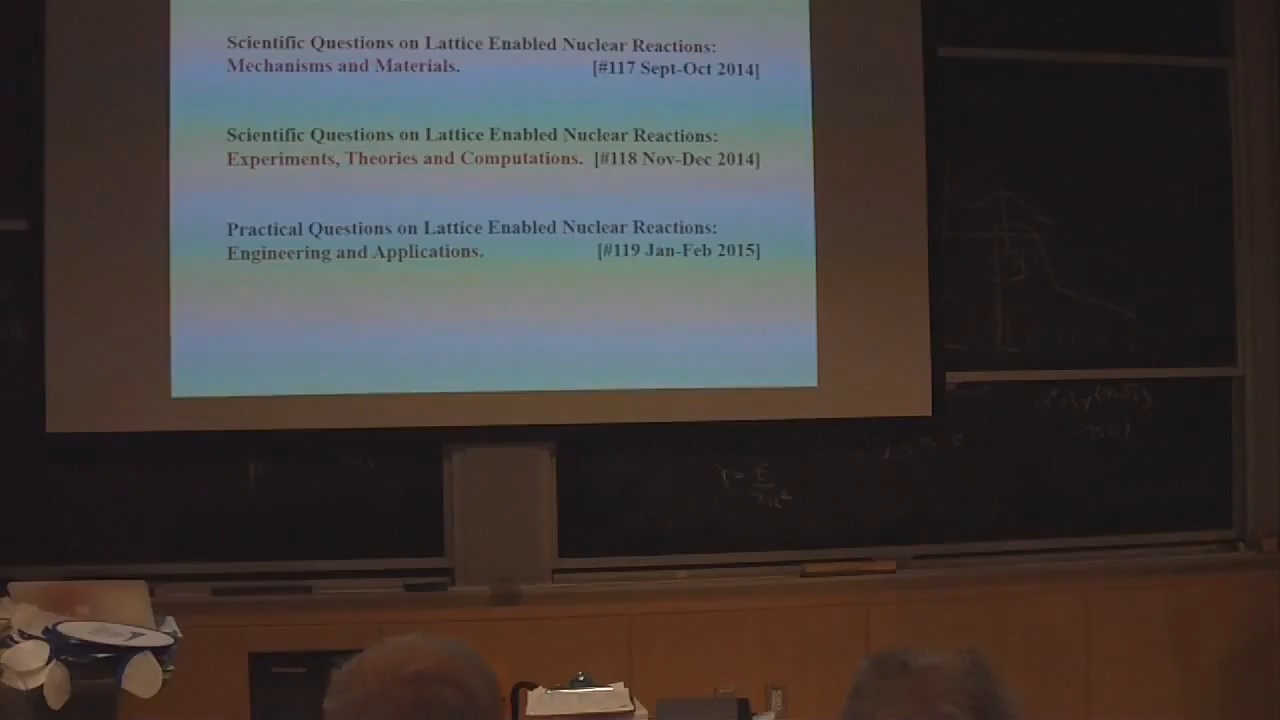 Scientific Questions on Lattice Enabled Nuclear Reactions:
Mechanisms and Materials. [#117 Sept-Oct 2014]
Scientific Questions on Lattice Enabled Nuclear Reactions:
Experiments, Theories and Computations. [#118 Nov-Dec 2014]
Practical Questions on Lattice Enabled Nuclear Reactions:
Engineering and Applications. [#119 Jan-Feb 2015]